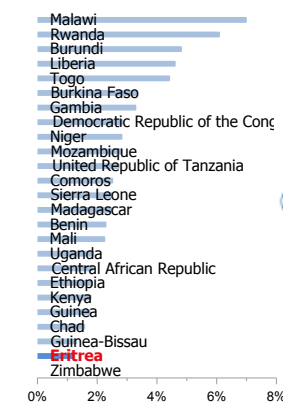 Malawi
Rwanda
Burundi
Liberia
Togo
Burkina Faso
Gambia
Democratic Republic of the Cong
Niger
Mozambique
United Republic of Tanzania
Comoros
Sierra Leone
Madagascar
Benin
Mali
Uganda
Central African Republic
Ethiopia
Kenya
Guinea
Chad
Guinea-Bissau
Eritrea
Zimbabwe
0% 2% 4% 6% 8%